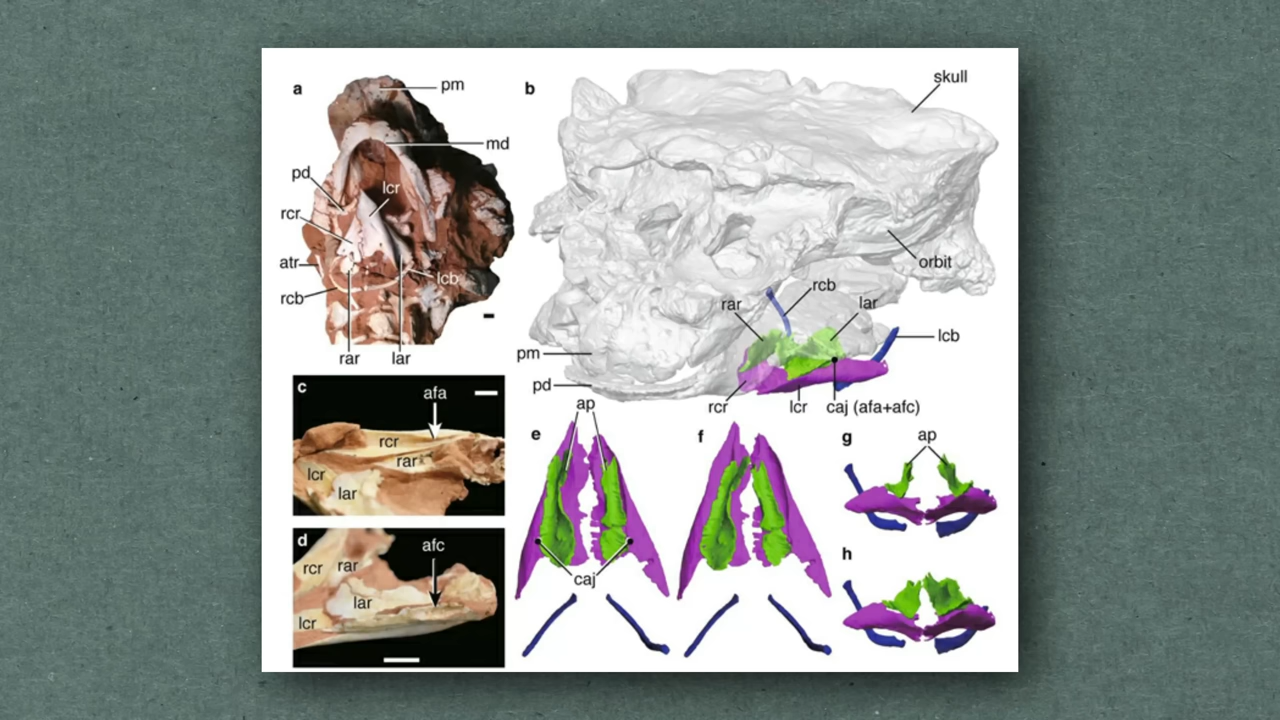 a
pm
md
pd
lcr
rcr
atr
rcb
lcb
rar
lar
b
skull
orbit
rcb
rar
lar
lcb
pm
pd
rcr
lcr
caj (afa+afc)
c
afa
rcr
rar
lcr
lar
d
afc
rcr
rar
lar
lcr
e
ap
f
caj
g
ap
h